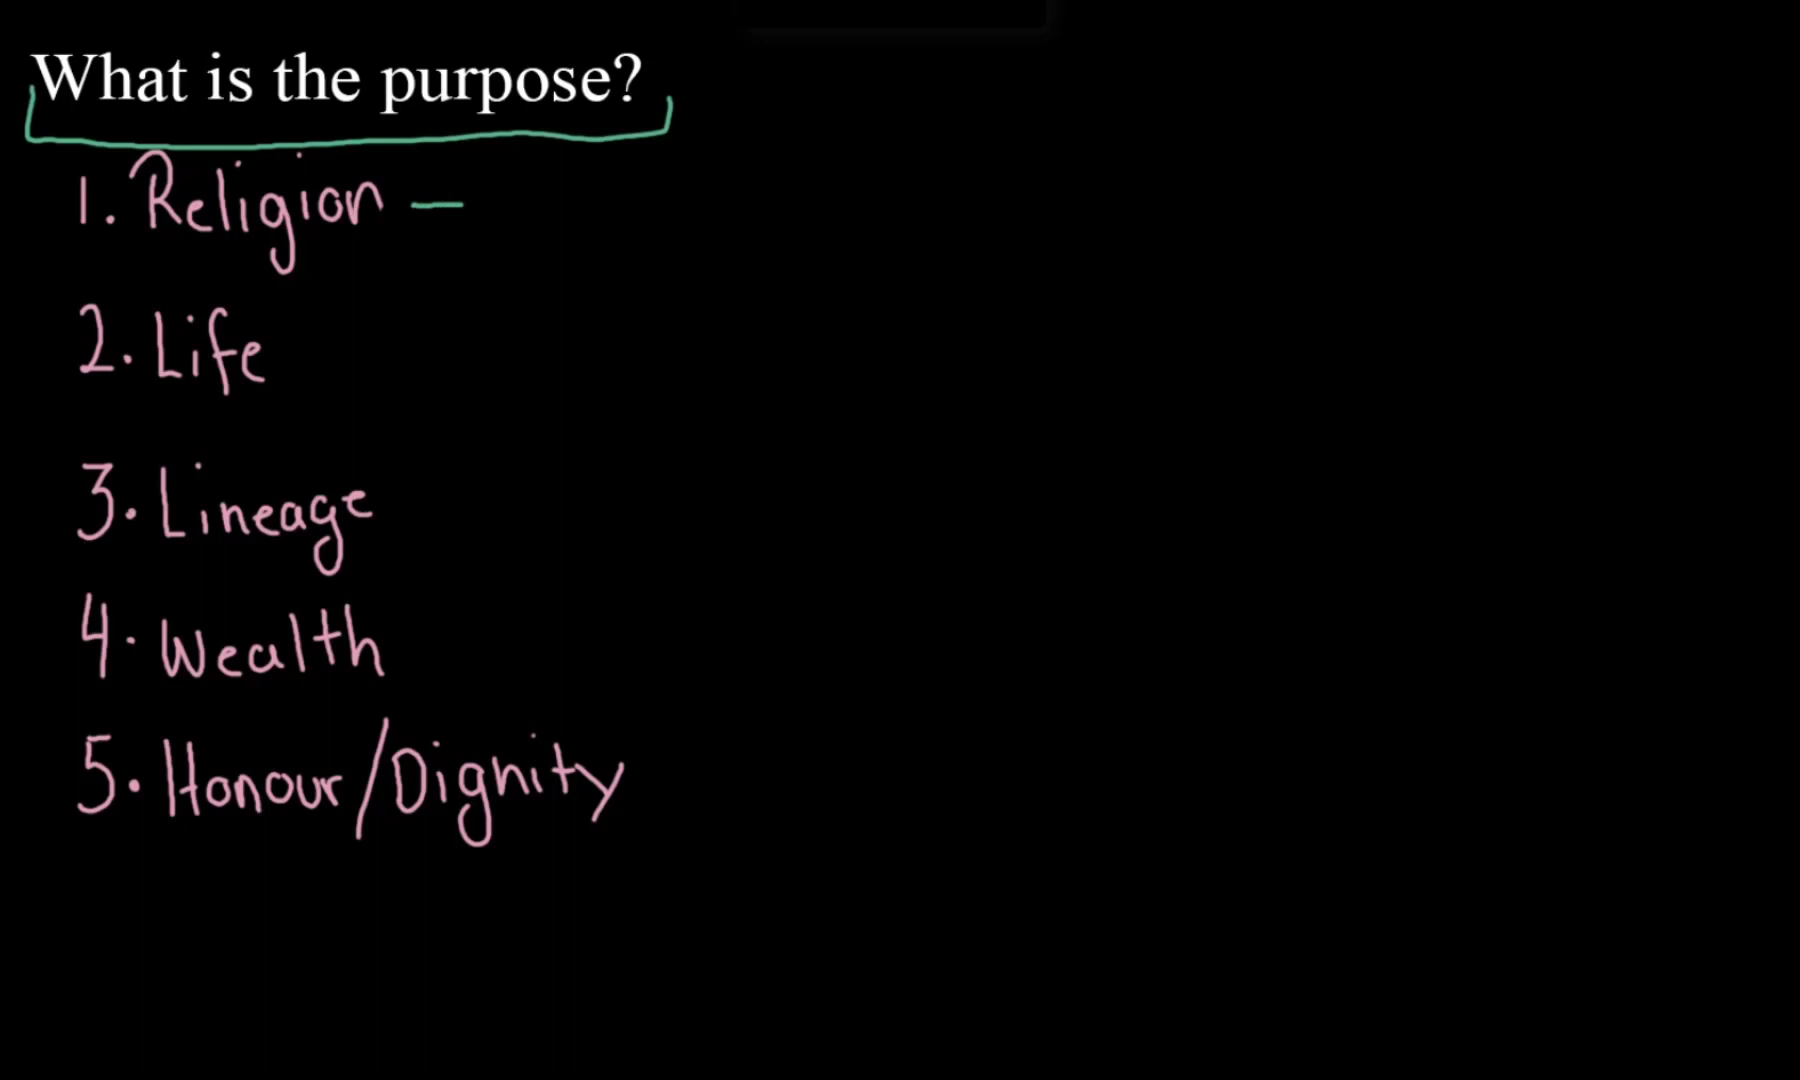 What is the purpose?
1. Religion —
2. Life
3. Lineage
4. Wealth
5. Honour/Dignity